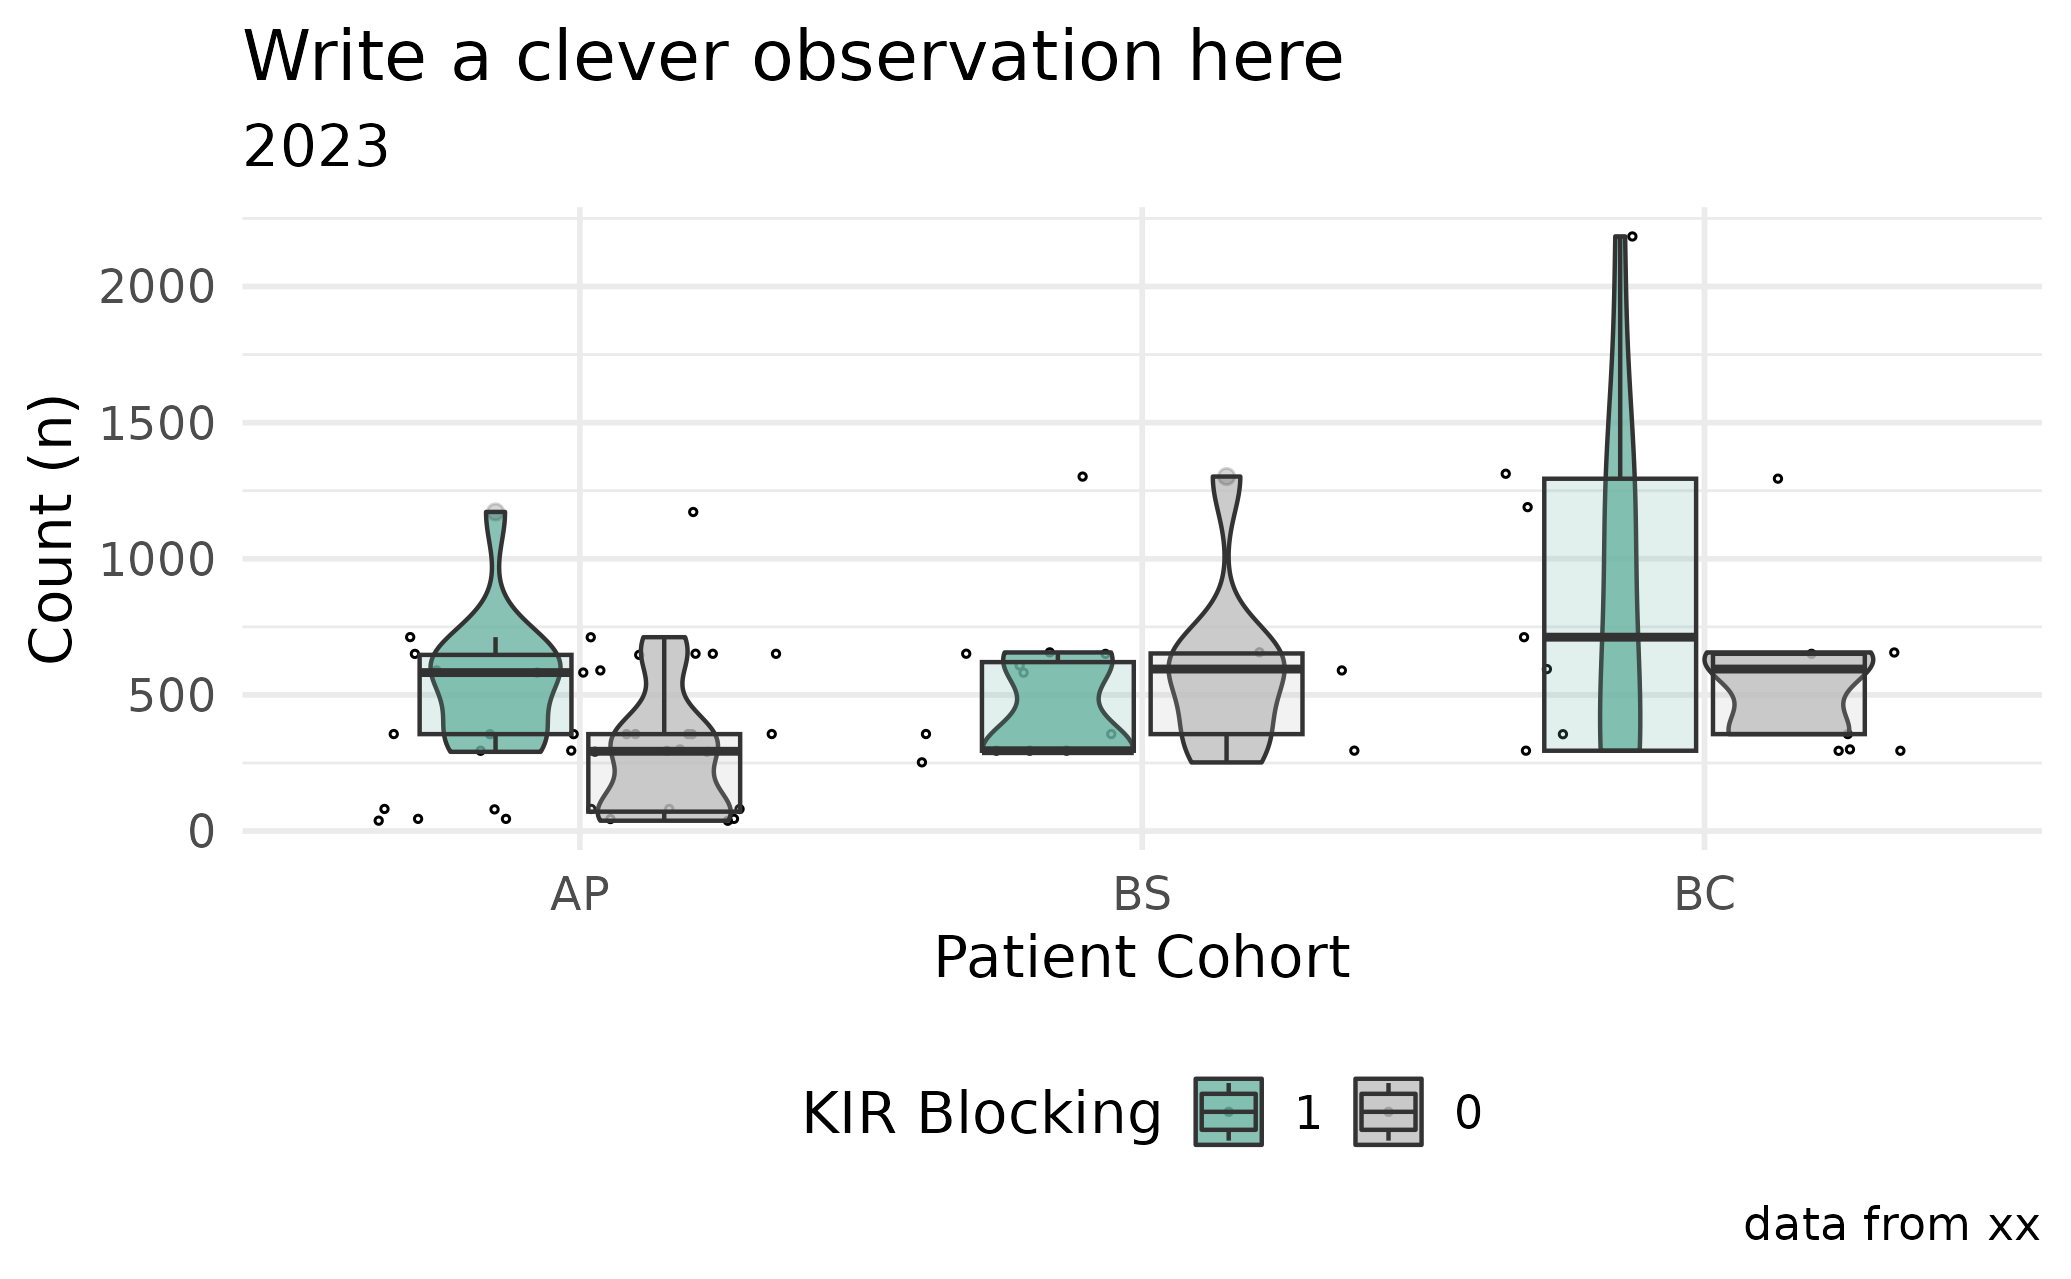 Write a clever observation here
2023
Count (n)
2000
1500
1000
500
0
AP BS BC
Patient Cohort
KIR Blocking 1 0
data from xx